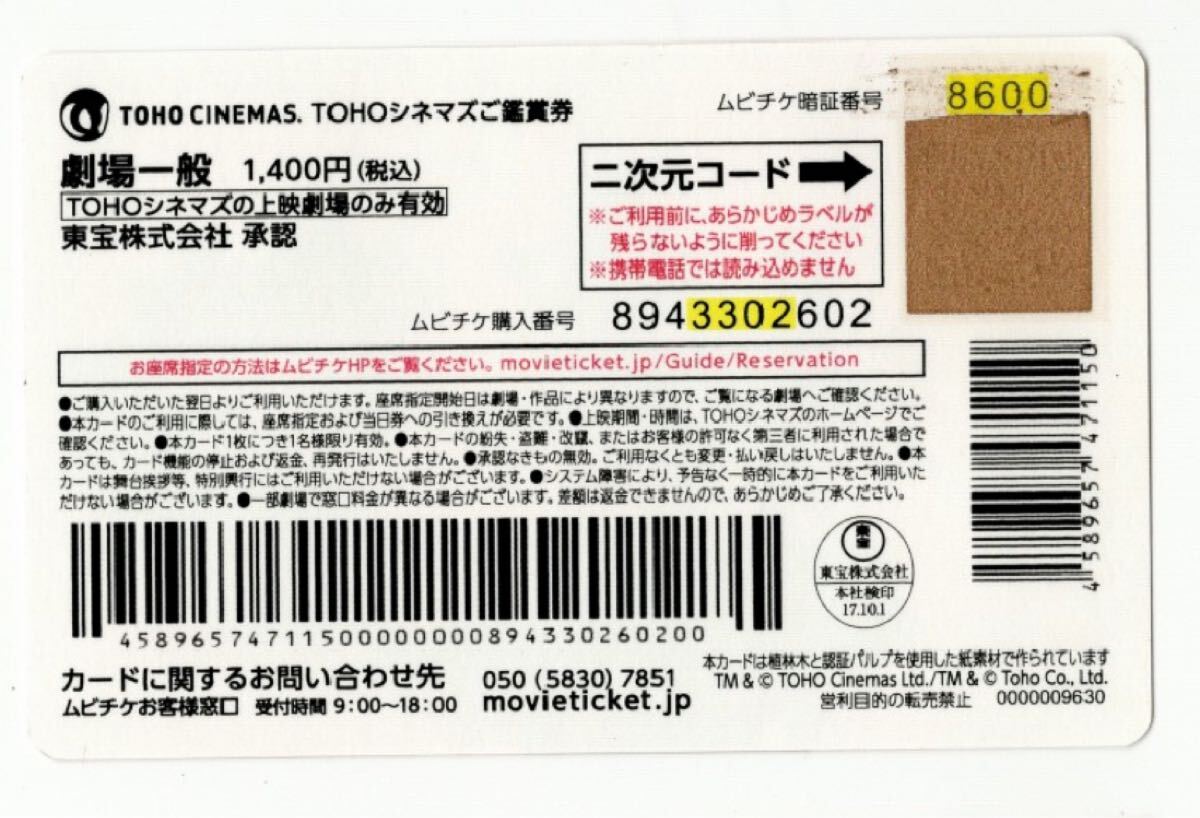 TOHO CINEMAS. TOHOシネマズご鑑賞券
劇場一般 1,400円(税込)
TOHOシネマズの上映劇場のみ有効
東宝株式会社 承認
ムビチケ暗証番号 8600
二次元コード
※ご利用前に、あらかじめラベルが
残らないように削ってください
※携帯電話では読み込めません
ムビチケ購入番号 8943302602
お座席指定の方法はムビチケHPをご覧ください。movieticket.jp/Guide/Reservation
●ご購入いただいた翌日よりご利用いただけます。座席指定開始日は劇場・作品により異なりますので、ご覧になる劇場へご確認ください。
●本カードのご利用に際しては、座席指定および当日券への引き換えが必要です。●上映期間・時間は、TOHOシネマズのホームページでご
確認ください。●本カード1枚につき1名様限り有効。●本カードの紛失・盗難・改竄、またはお客様の許可なく第三者に利用された場合で
あっても、カード機能の停止および返金、再発行はいたしません。●承認なきもの無効。ご利用なくとも変更・払い戻しはいたしません。●本
カードは舞台挨拶等、特別興行にはご利用いただけない場合がございます。●システム障害により、予告なく一時的に本カードをご利用いた
だけない場合がございます。●一部劇場で窓口料金が異なる場合がございます。差額は返金できませんので、あらかじめご了承ください。
4589657471150
45896574711500000000089433026​0200
東宝
東宝株式会社
本社検印
17.10.1
カードに関するお問い合わせ先 050 (5830) 7851
ムビチケお客様窓口 受付時間 9:00〜18:00 movieticket.jp
本カードは植林木と認証パルプを使用した紙素材で作られています
TM & © TOHO Cinemas Ltd./TM & © Toho Co., Ltd.
営利目的の転売禁止 0000009630